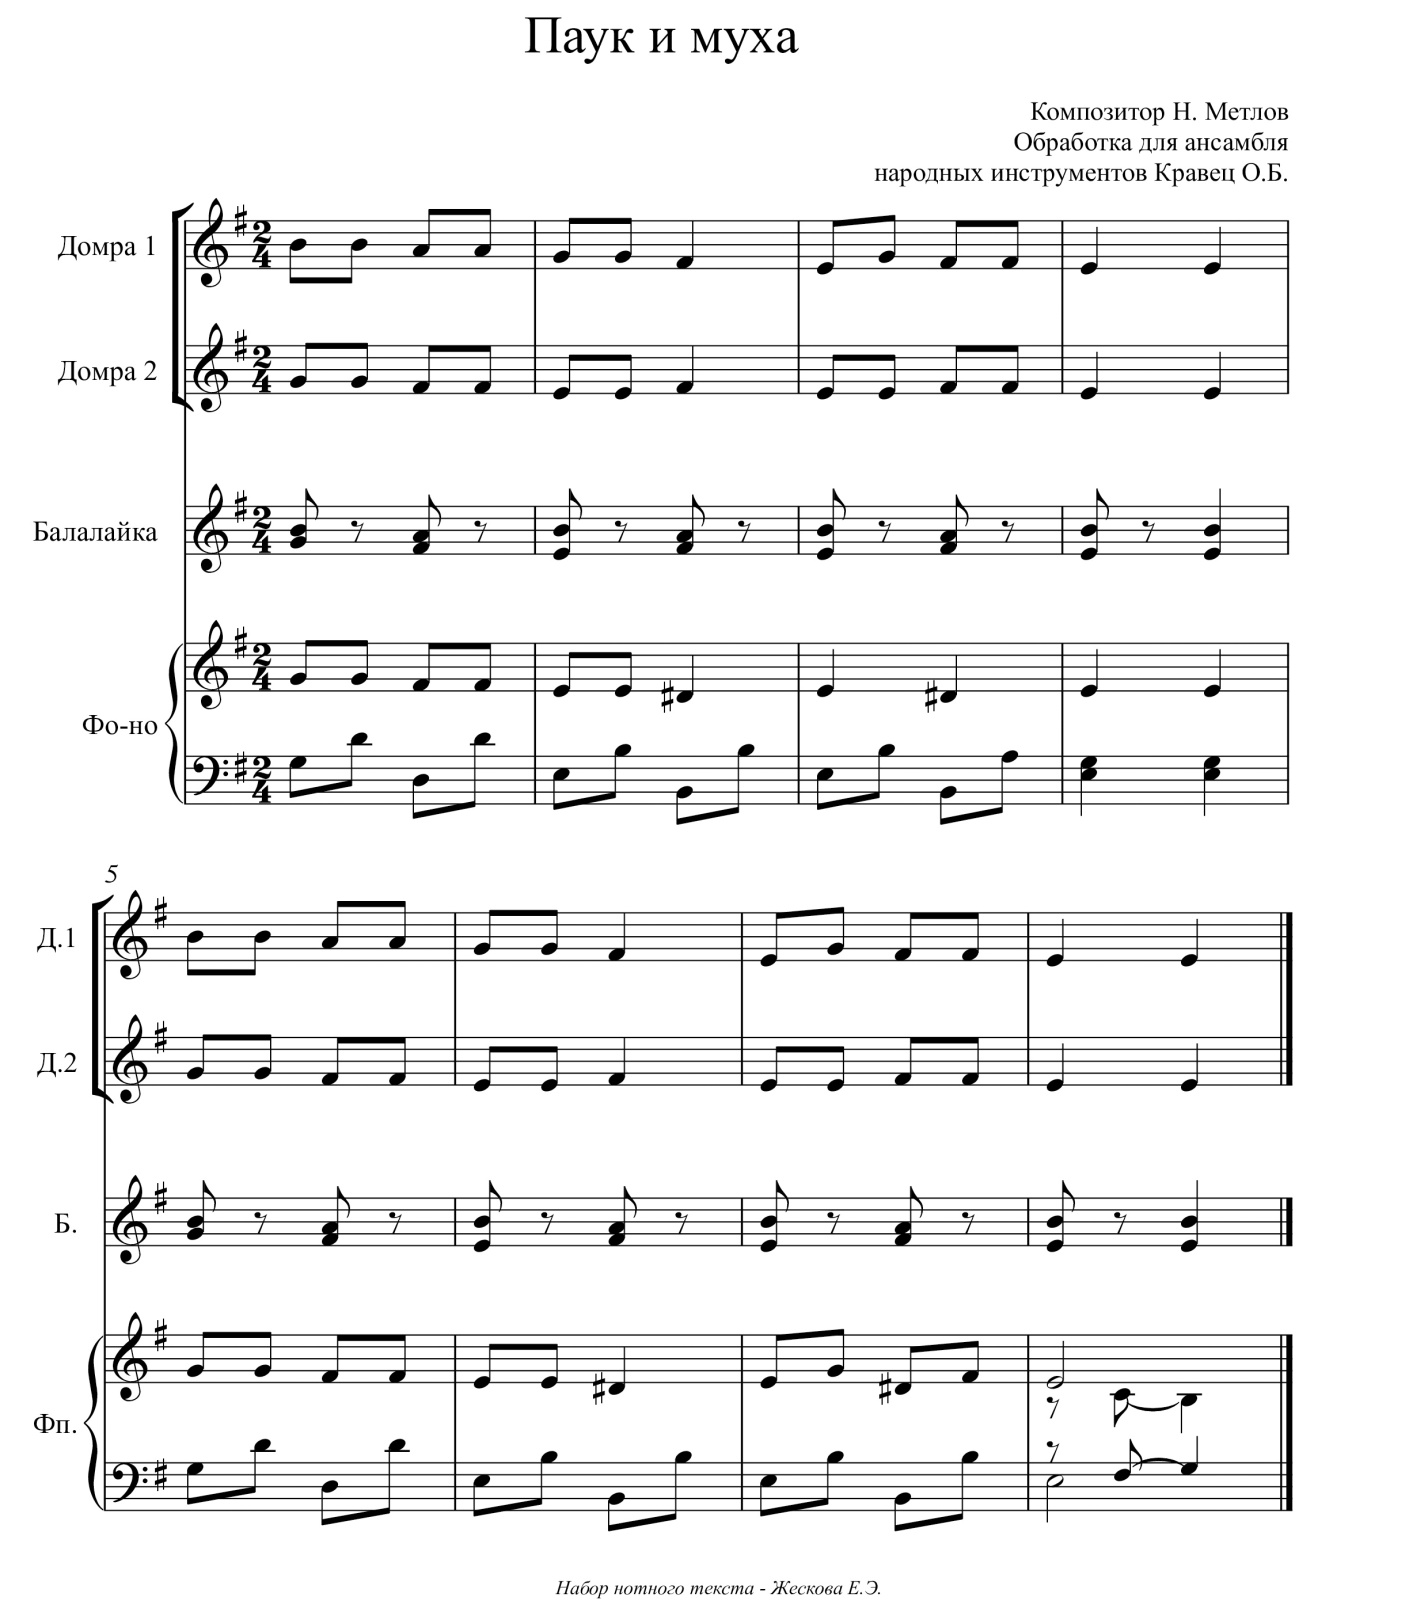 Паук и муха
Композитор Н. Метлов
Обработка для ансамбля
народных инструментов Кравец О.Б.
Домра 1
Домра 2
Балалайка
Фо-но
5
Д.1
Д.2
Б.
Фп.
Набор нотного текста - Жескова Е.Э.